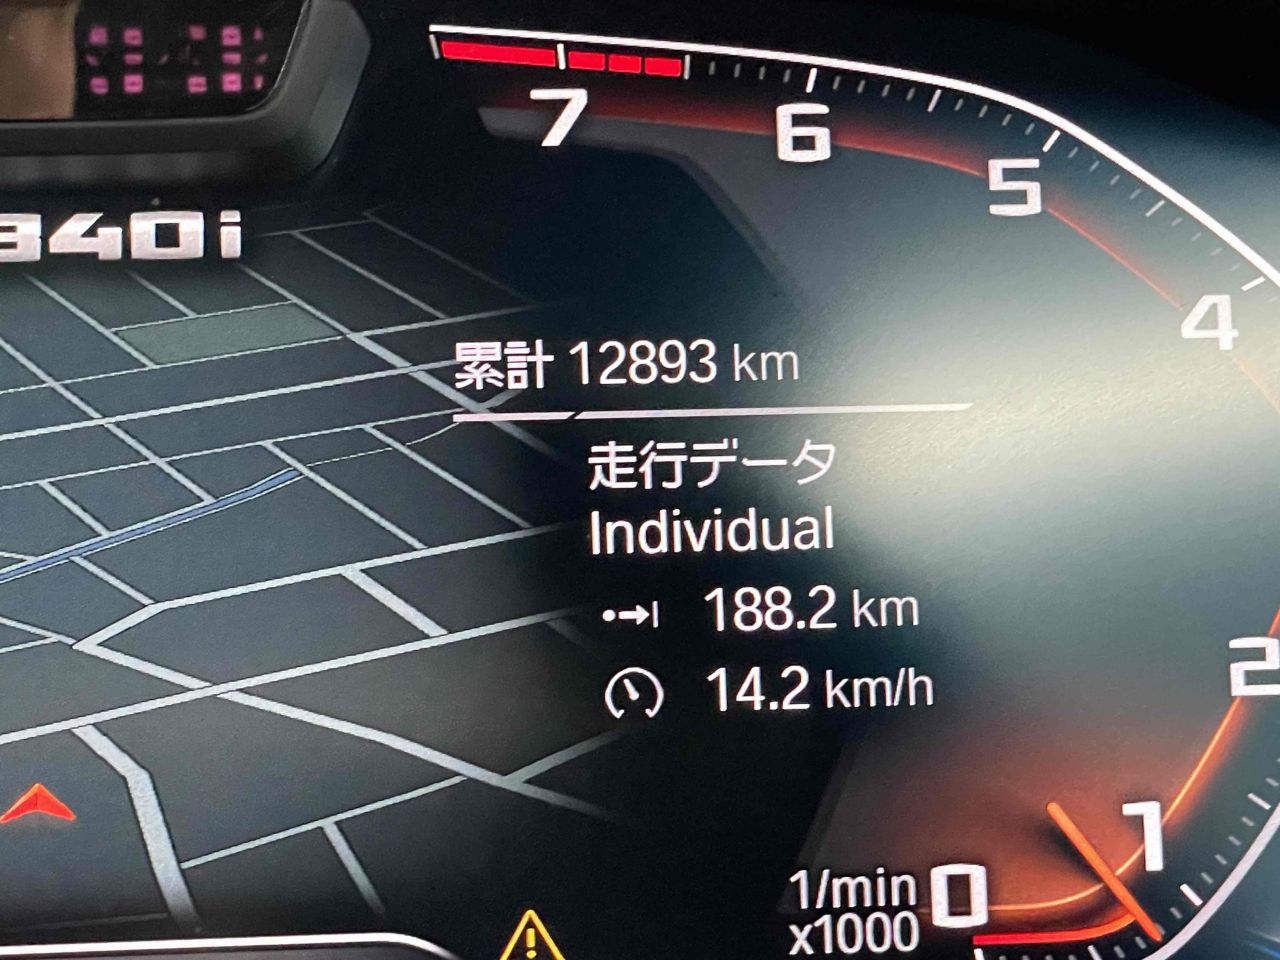 7
6
5
340i
4
累計 12893 km
走行データ
Individual
188.2 km
2
14.2 km/h
1
1/min 0
x1000